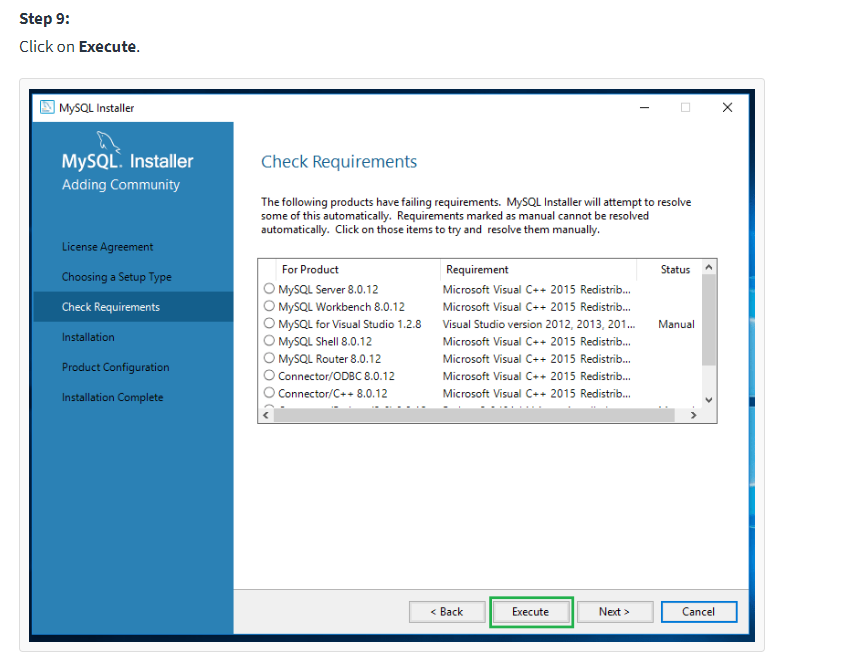 Step 9:
Click on Execute.
MySQL Installer
MySQL. Installer
Adding Community
License Agreement
Choosing a Setup Type
Check Requirements
Installation
Product Configuration
Installation Complete
Check Requirements
The following products have failing requirements. MySQL Installer will attempt to resolve
some of this automatically. Requirements marked as manual cannot be resolved
automatically. Click on those items to try and resolve them manually.
For Product Requirement Status
MySQL Server 8.0.12 Microsoft Visual C++ 2015 Redistrib...
MySQL Workbench 8.0.12 Microsoft Visual C++ 2015 Redistrib...
MySQL for Visual Studio 1.2.8 Visual Studio version 2012, 2013, 201... Manual
MySQL Shell 8.0.12 Microsoft Visual C++ 2015 Redistrib...
MySQL Router 8.0.12 Microsoft Visual C++ 2015 Redistrib...
Connector/ODBC 8.0.12 Microsoft Visual C++ 2015 Redistrib...
Connector/C++ 8.0.12 Microsoft Visual C++ 2015 Redistrib...
< Back Execute Next > Cancel